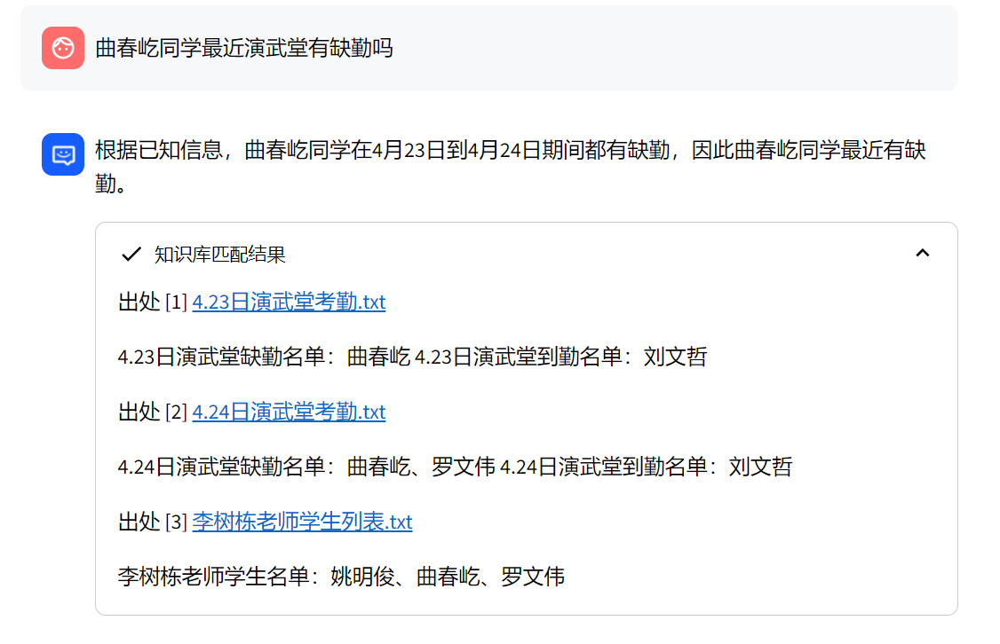 曲春屹同学最近演武堂有缺勤吗
根据已知信息，曲春屹同学在4月23日到4月24日期间都有缺勤，因此曲春屹同学最近有缺
勤。
知识库匹配结果
出处 [1] 4.23日演武堂考勤.txt
4.23日演武堂缺勤名单：曲春屹 4.23日演武堂到勤名单：刘文哲
出处 [2] 4.24日演武堂考勤.txt
4.24日演武堂缺勤名单：曲春屹、罗文伟 4.24日演武堂到勤名单：刘文哲
出处 [3] 李树栋老师学生列表.txt
李树栋老师学生名单：姚明俊、曲春屹、罗文伟